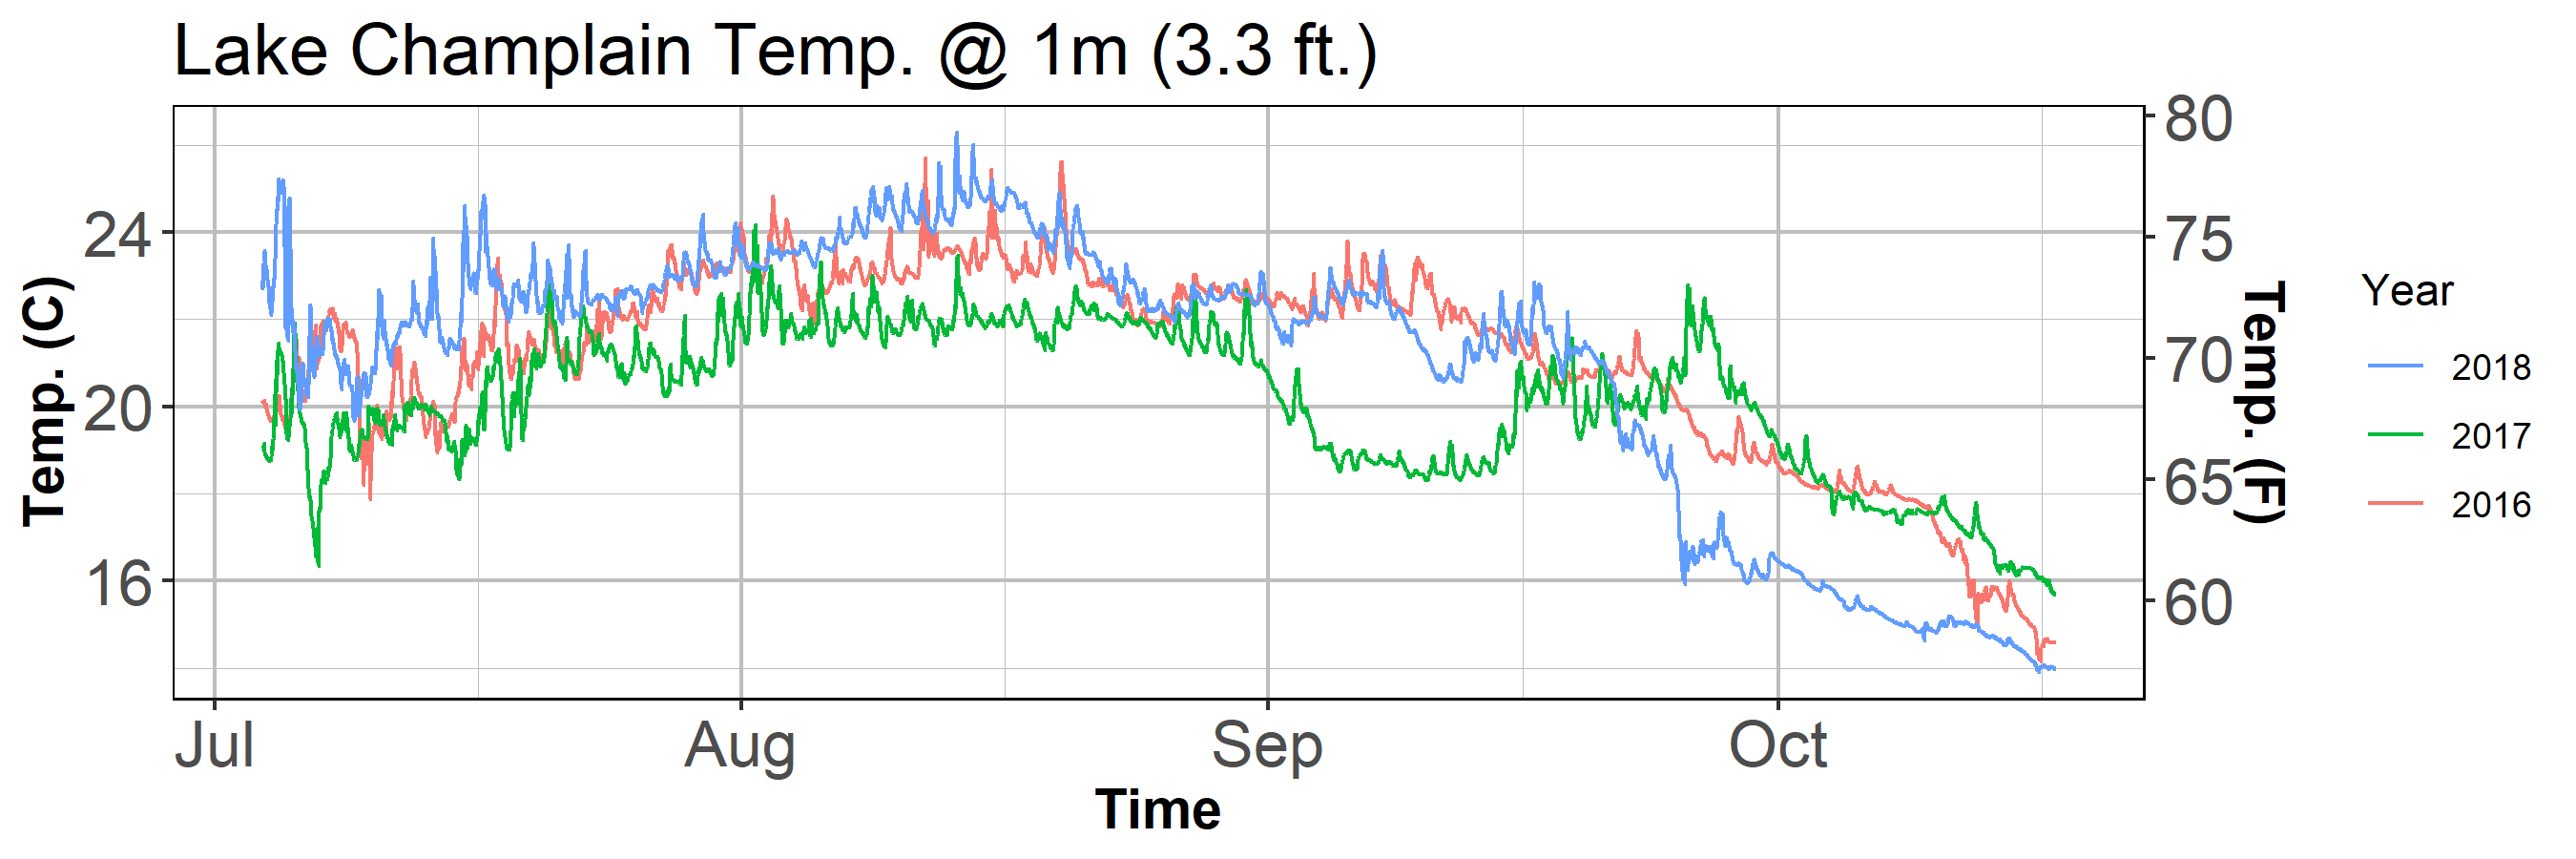 Lake Champlain Temp. @ 1m (3.3 ft.)
Temp. (C)
24
20
16
80
75
70
65
60
Temp. (F)
Jul
Aug
Sep
Oct
Time
Year
2018
2017
2016